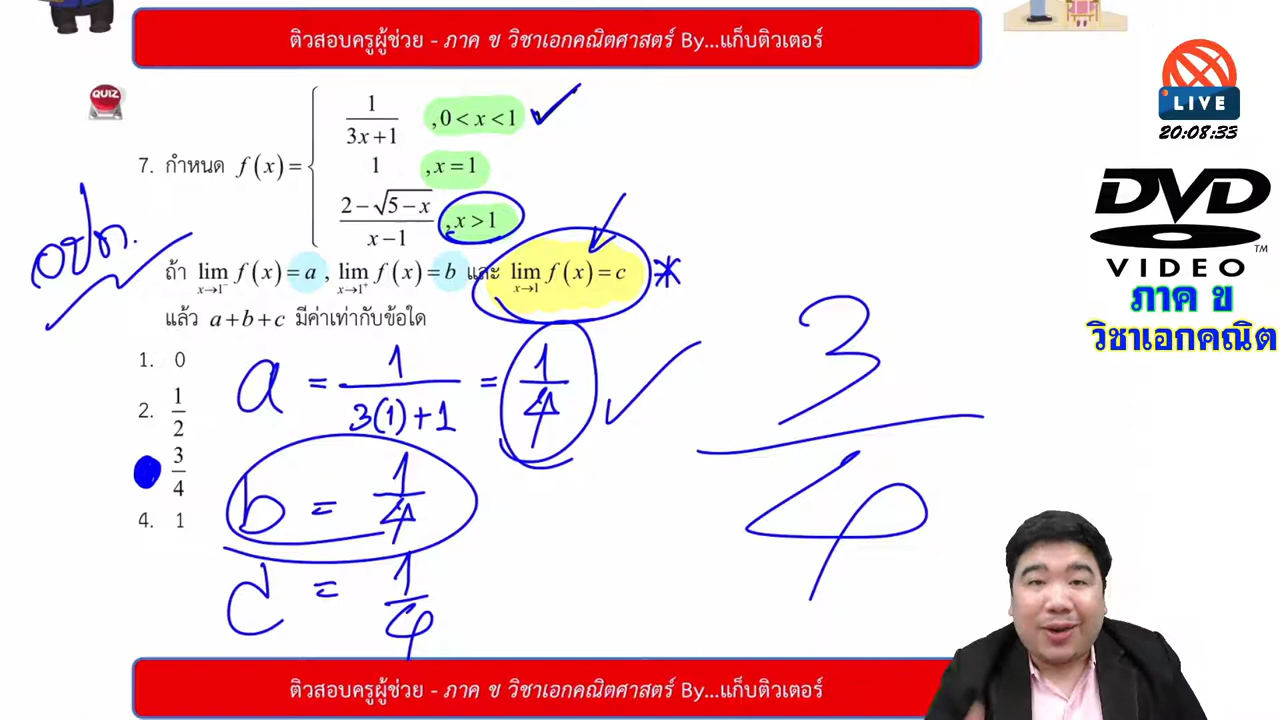 ติวสอบครูผู้ช่วย - ภาค ข วิชาเอกคณิตศาสตร์ By...แก็บติวเตอร์
QUIZ
LIVE
20:08:33
DVD
VIDEO
TM
ภาค ข
วิชาเอกคณิต
7. กำหนด f(x) = { 1/(3x+1) , 0 < x < 1
1 , x = 1
(2 − √(5 − x))/(x − 1) , x > 1
ถ้า lim x→1⁻ f(x) = a , lim x→1⁺ f(x) = b และ lim x→1 f(x) = c *
แล้ว a + b + c มีค่าเท่ากับข้อใด
1. 0
2. 1/2
3/4
4. 1
a = 1/(3(1)+1) = 1/4
b = 1/4
c = 1/4
3/4
ติวสอบครูผู้ช่วย - ภาค ข วิชาเอกคณิตศาสตร์ By...แก็บติวเตอร์